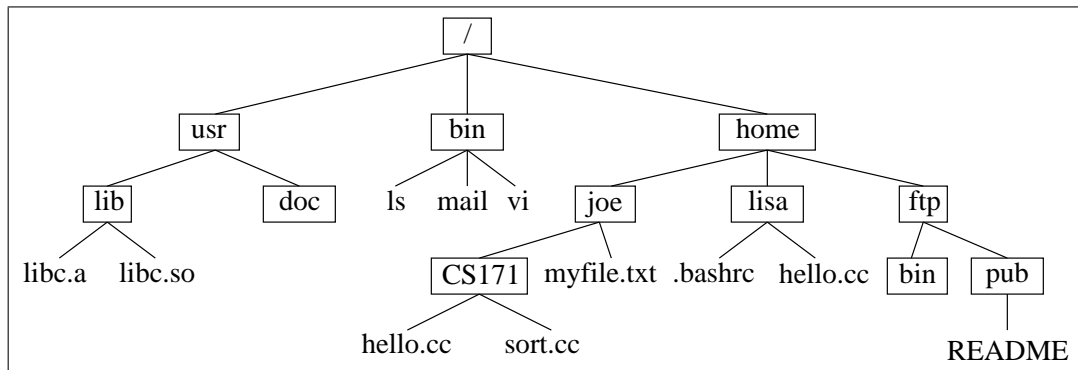 /
usr bin home
lib doc ls mail vi joe lisa ftp
libc.a libc.so CS171 myfile.txt .bashrc hello.cc bin pub
hello.cc sort.cc README